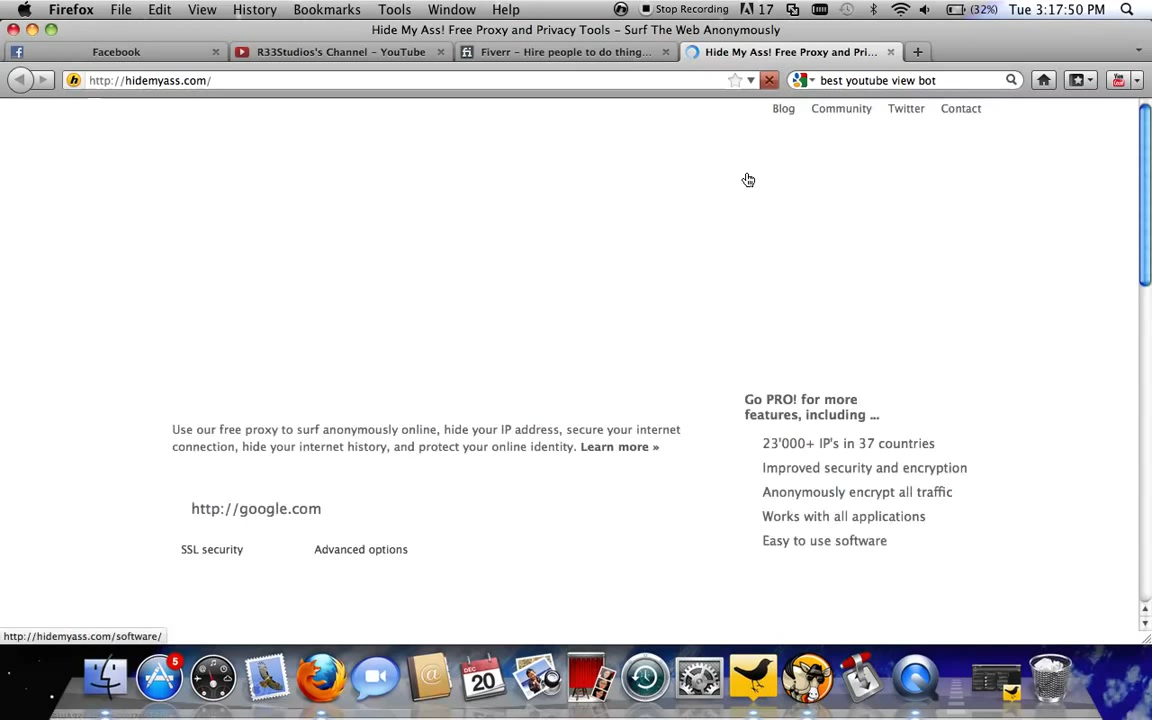 Firefox File Edit View History Bookmarks Tools Window Help Stop Recording 17 (32%) Tue 3:17:50 PM
Hide My Ass! Free Proxy and Privacy Tools – Surf The Web Anonymously
Facebook R33Studios's Channel – YouTube Fiverr – Hire people to do thing... Hide My Ass! Free Proxy and Pri...
http://hidemyass.com/ best youtube view bot
Blog Community Twitter Contact
Go PRO! for more
features, including ...
Use our free proxy to surf anonymously online, hide your IP address, secure your internet
connection, hide your internet history, and protect your online identity. Learn more »
23'000+ IP's in 37 countries
Improved security and encryption
Anonymously encrypt all traffic
Works with all applications
Easy to use software
http://google.com
SSL security Advanced options
http://hidemyass.com/software/
5
DEC
20